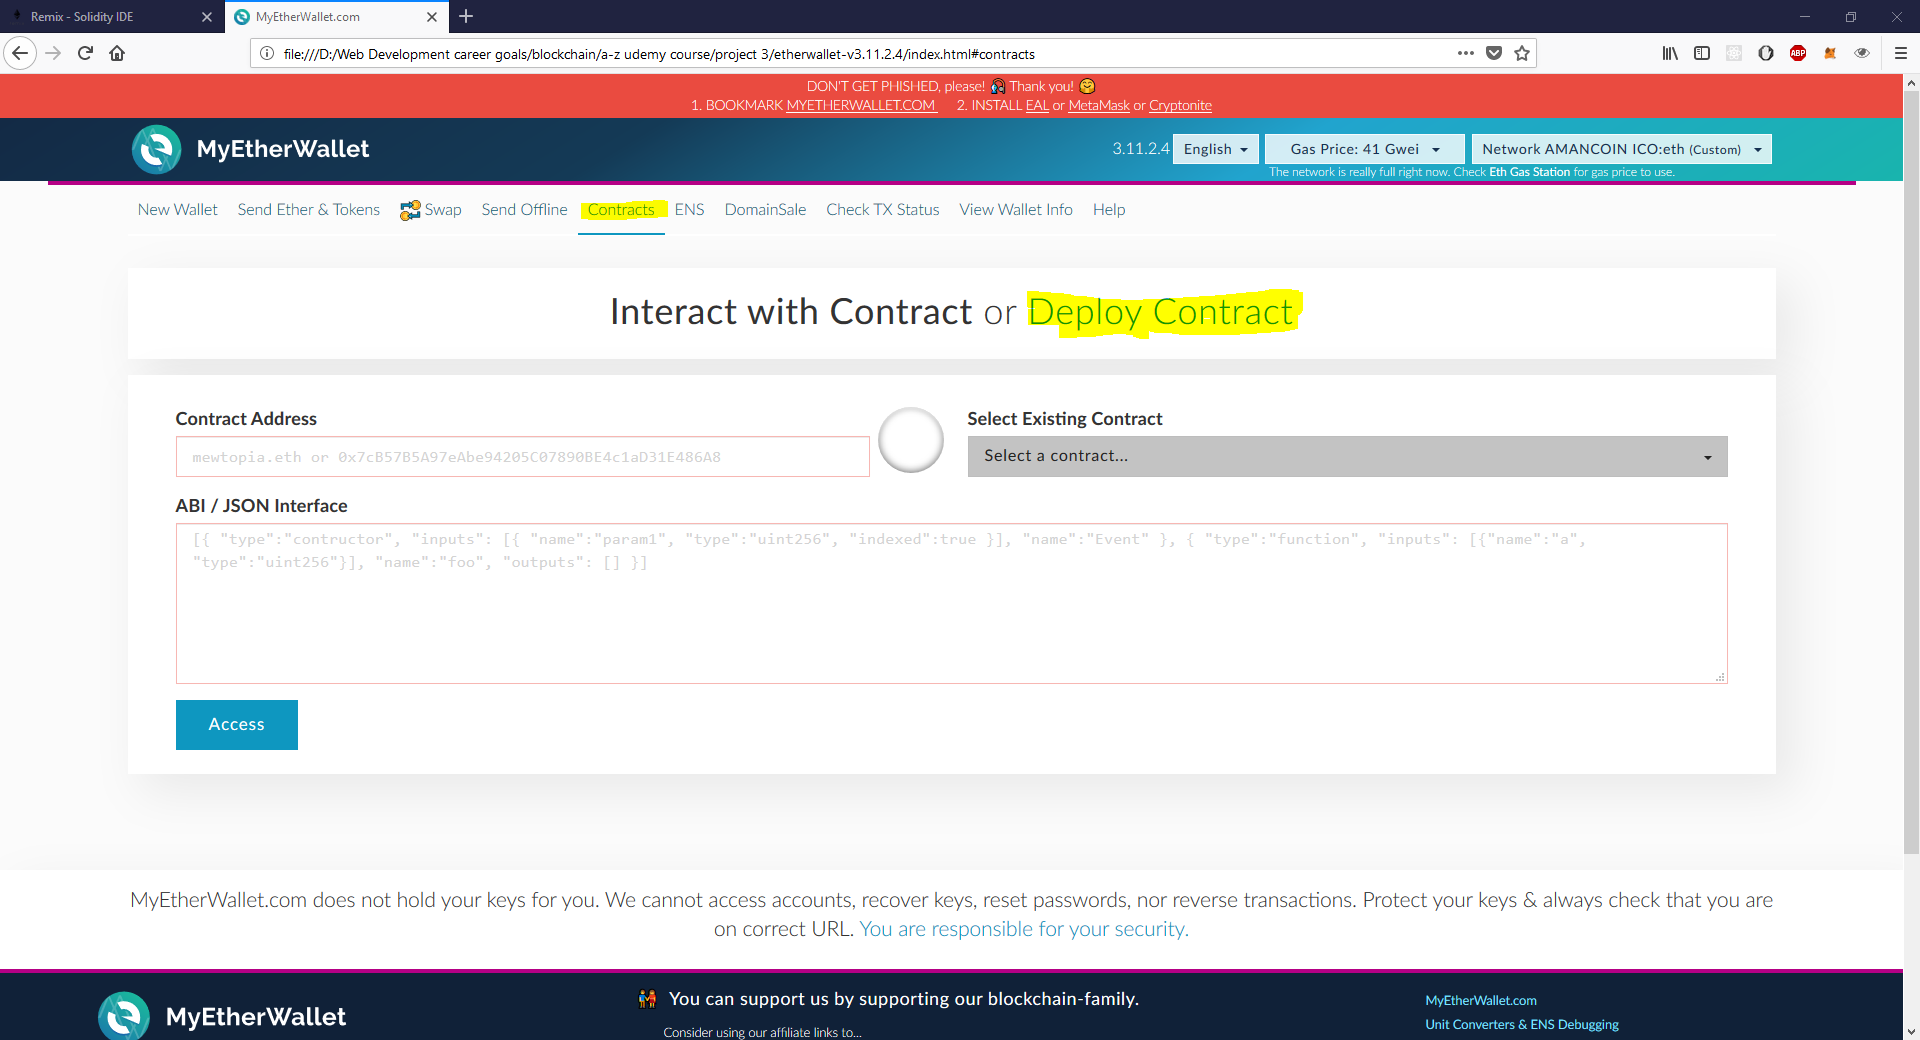 Remix - Solidity IDE
MyEtherWallet.com
file:///D:/Web Development career goals/blockchain/a-z udemy course/project 3/etherwallet-v3.11.2.4/index.html#contracts
ABP
DON'T GET PHISHED, please! Thank you!
1. BOOKMARK MYETHERWALLET.COM 2. INSTALL EAL or MetaMask or Cryptonite
MyEtherWallet
3.11.2.4 English Gas Price: 41 Gwei Network AMANCOIN ICO:eth (Custom)
The network is really full right now. Check Eth Gas Station for gas price to use.
New Wallet Send Ether & Tokens Swap Send Offline Contracts ENS DomainSale Check TX Status View Wallet Info Help
Interact with Contract or Deploy Contract
Contract Address
mewtopia.eth or 0x7cB57B5A97eAbe94205C07890BE4c1aD31E486A8
Select Existing Contract
Select a contract...
ABI / JSON Interface
[{ "type":"contructor", "inputs": [{ "name":"param1", "type":"uint256", "indexed":true }], "name":"Event" }, { "type":"function", "inputs": [{"name":"a",
"type":"uint256"}], "name":"foo", "outputs": [] }]
Access
MyEtherWallet.com does not hold your keys for you. We cannot access accounts, recover keys, reset passwords, nor reverse transactions. Protect your keys & always check that you are
on correct URL. You are responsible for your security.
MyEtherWallet
You can support us by supporting our blockchain-family.
Consider using our affiliate links to...
MyEtherWallet.com
Unit Converters & ENS Debugging